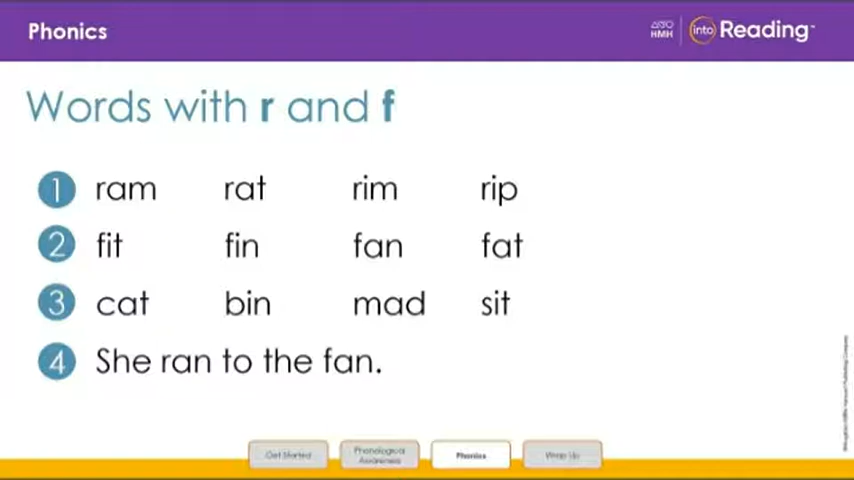 Phonics
HMH into Reading™
Words with r and f
1 ram rat rim rip
2 fit fin fan fat
3 cat bin mad sit
4 She ran to the fan.
Get Started
Phonological
Awareness
Phonics
Wrap Up